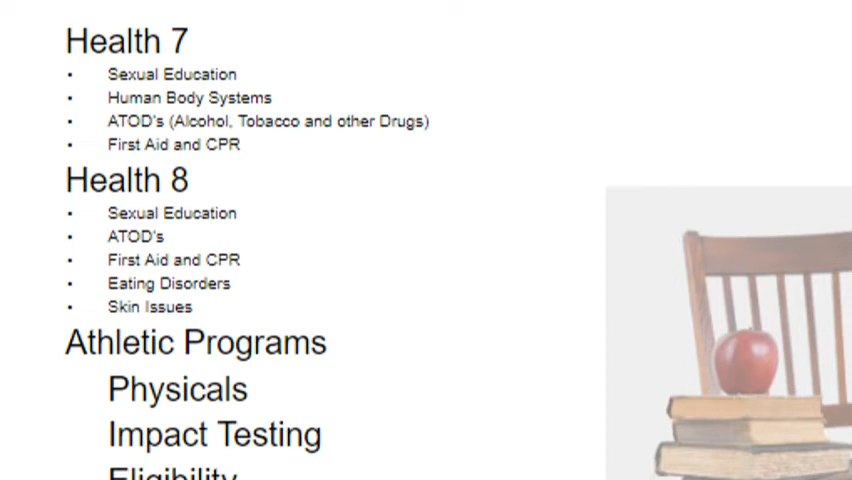 Health 7
• Sexual Education
• Human Body Systems
• ATOD's (Alcohol, Tobacco and other Drugs)
• First Aid and CPR
Health 8
• Sexual Education
• ATOD's
• First Aid and CPR
• Eating Disorders
• Skin Issues
Athletic Programs
Physicals
Impact Testing
Eligibility